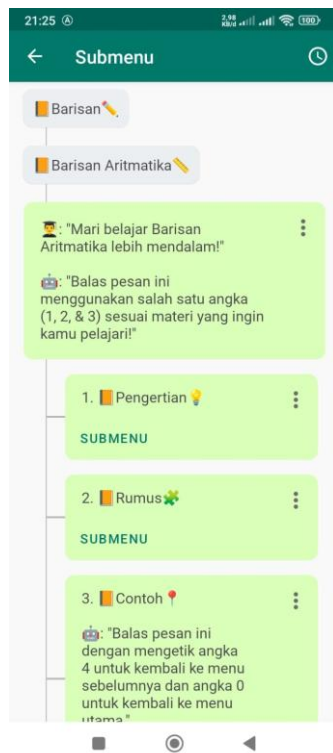 21:25
2,98
KB/d
100
Submenu
📙Barisan✏️
📙Barisan Aritmatika📏
👨‍🎓: "Mari belajar Barisan
Aritmatika lebih mendalam!"
🤖: "Balas pesan ini
menggunakan salah satu angka
(1, 2, & 3) sesuai materi yang ingin
kamu pelajari!"
1. 📙Pengertian💡
SUBMENU
2. 📙Rumus🧩
SUBMENU
3. 📙Contoh📍
🤖: "Balas pesan ini
dengan mengetik angka
4 untuk kembali ke menu
sebelumnya dan angka 0
untuk kembali ke menu
utama."